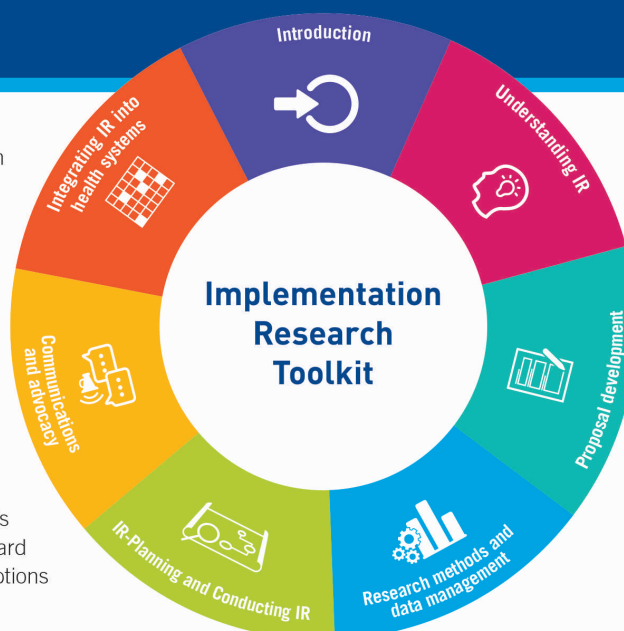 Introduction
Understanding IR
Proposal development
Research methods and
data management
IR-Planning and Conducting IR
Communications
and advocacy
Integrating IR into
health systems
Implementation
Research
Toolkit